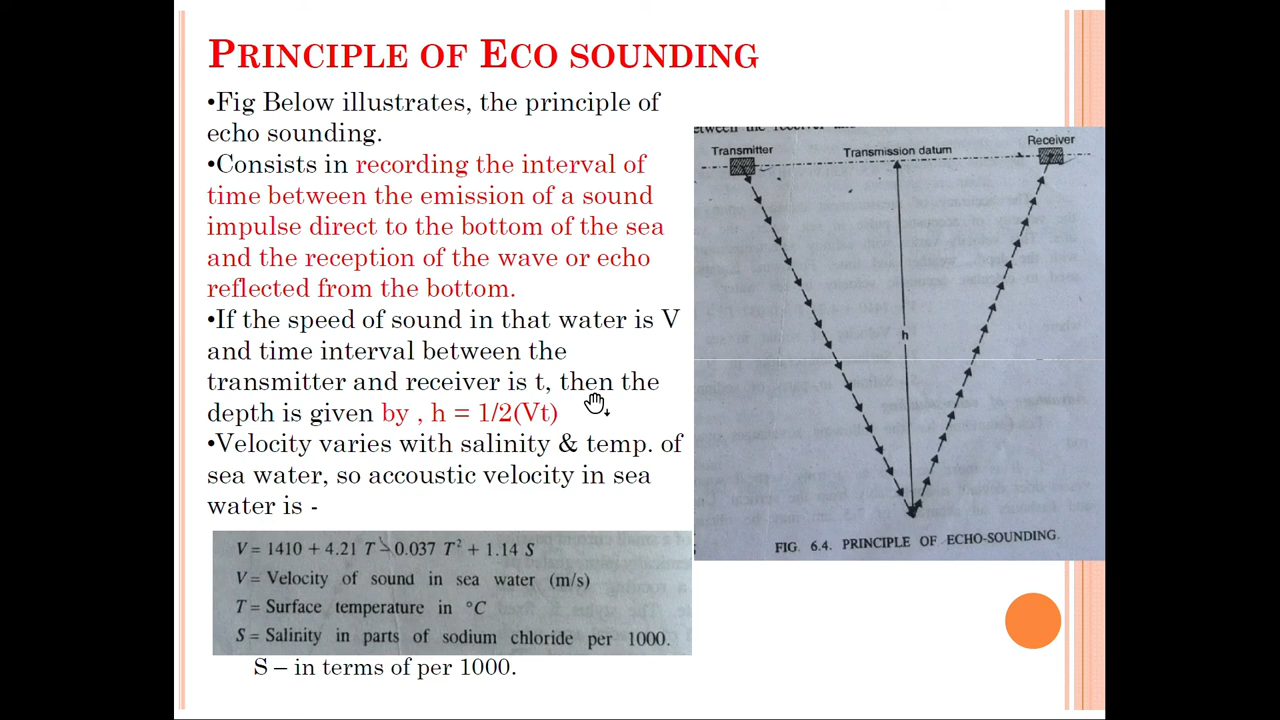 PRINCIPLE OF ECO SOUNDING
•Fig Below illustrates, the principle of
echo sounding.
•Consists in recording the interval of
time between the emission of a sound
impulse direct to the bottom of the sea
and the reception of the wave or echo
reflected from the bottom.
•If the speed of sound in that water is V
and time interval between the
transmitter and receiver is t, then the
depth is given by , h = 1/2(Vt)
•Velocity varies with salinity & temp. of
sea water, so accoustic velocity in sea
water is -
V = 1410 + 4.21 T - 0.037 T² + 1.14 S
V = Velocity of sound in sea water (m/s)
T = Surface temperature in °C
S = Salinity in parts of sodium chloride per 1000.
S – in terms of per 1000.
between the receiver and
Transmitter Transmission datum Receiver
h
FIG. 6.4. PRINCIPLE OF ECHO-SOUNDING.